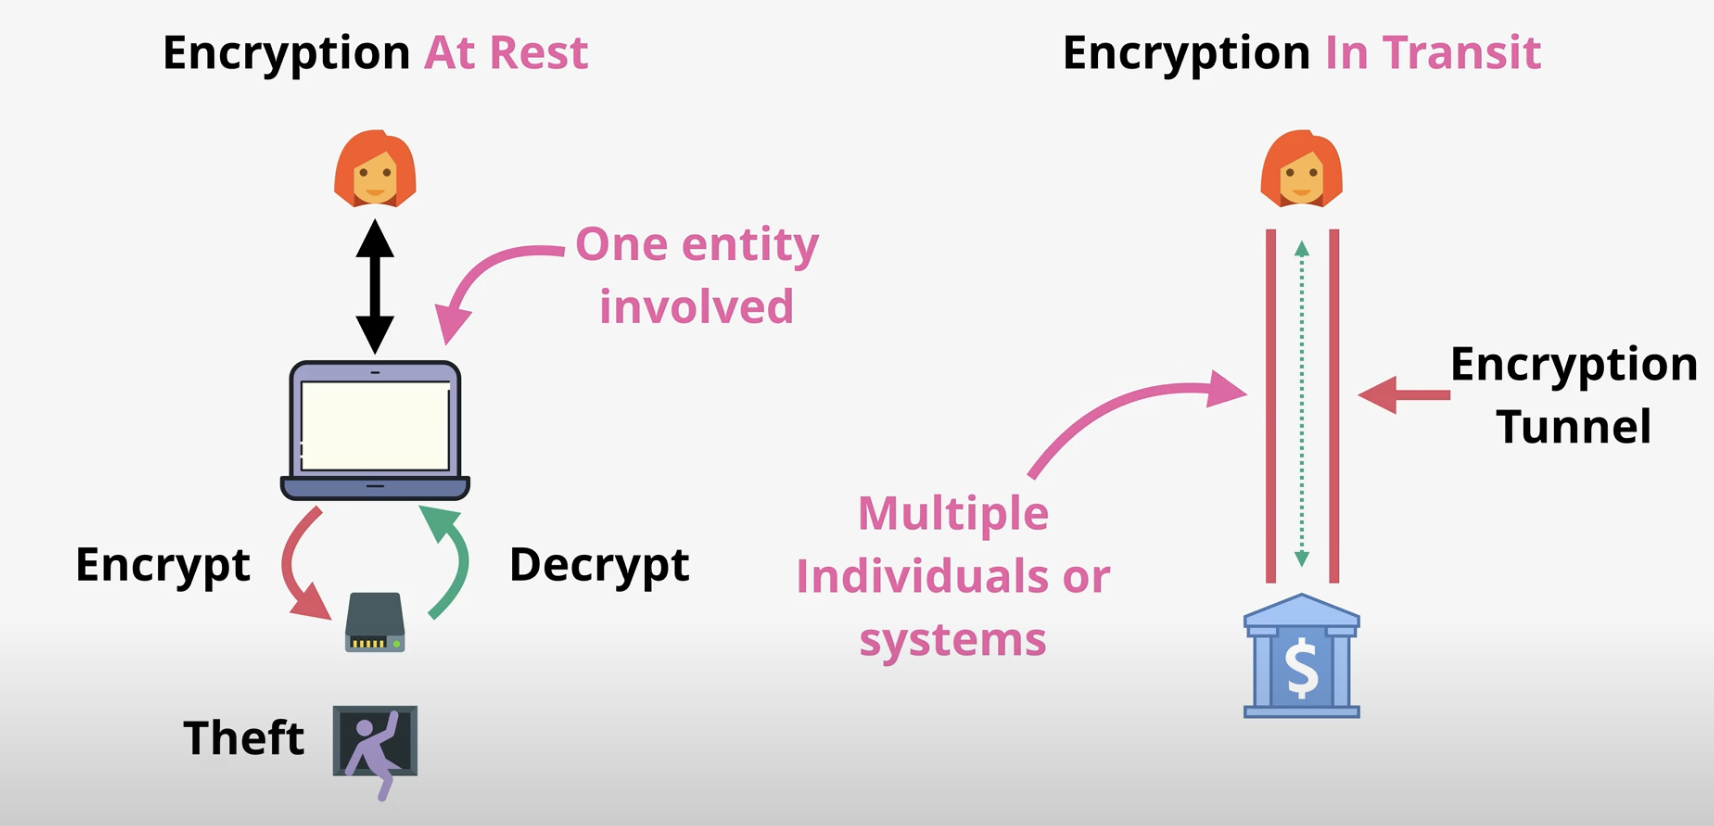 Encryption At Rest
One entity
involved
Encrypt
Decrypt
Theft
Encryption In Transit
Encryption
Tunnel
Multiple
Individuals or
systems
$